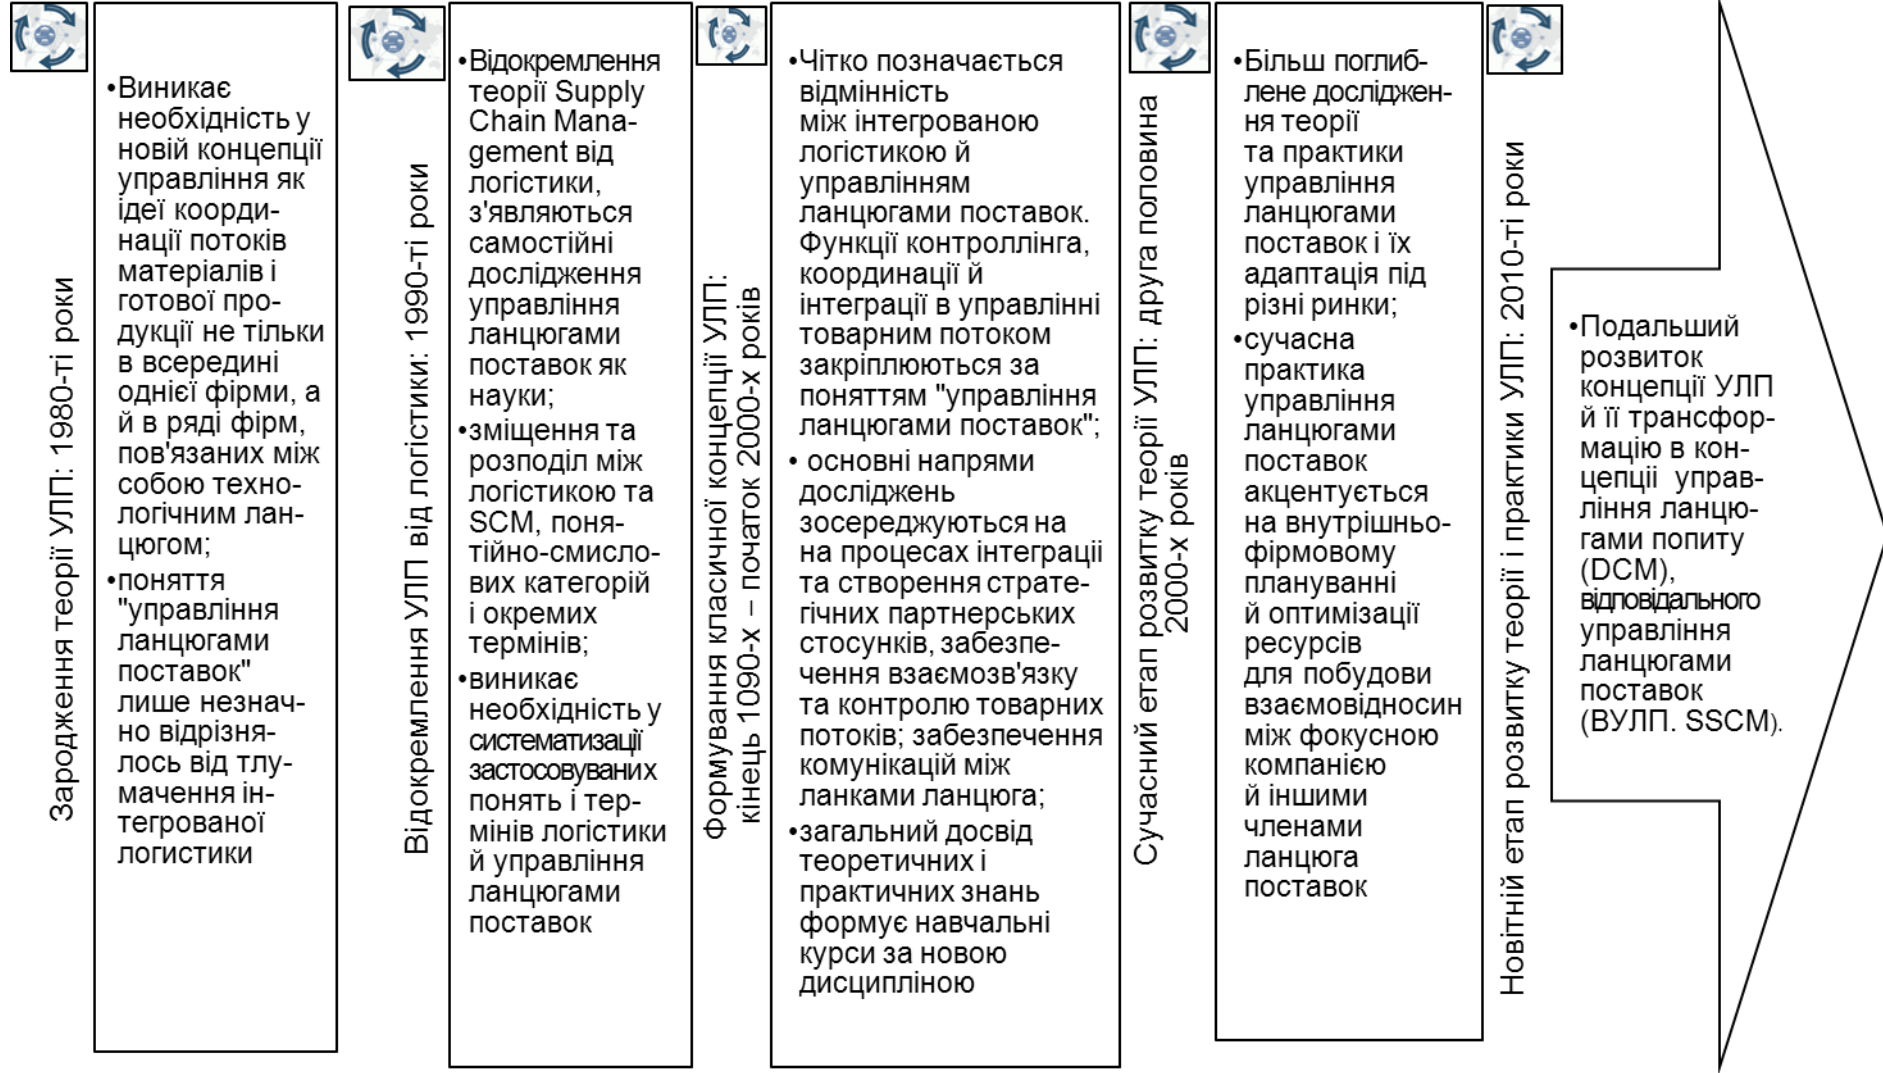 Зародження теорії УЛП: 1980-ті роки
•Виникає
необхідність у
новій концепції
управління як
ідеї коорди-
нації потоків
матеріалів і
готової про-
дукції не тільки
в всередині
однієї фірми, а
й в ряді фірм,
пов'язаних між
собою техно-
логічним лан-
цюгом;
•поняття
"управління
ланцюгами
поставок"
лише незнач-
но відрізня-
лось від тлу-
мачення ін-
тегрованої
логистики
Відокремлення УЛП від логістики: 1990-ті роки
•Відокремлення
теорії Supply
Chain Mana-
gement від
логістики,
з'являються
самостійні
дослідження
управління
ланцюгами
поставок як
науки;
•зміщення та
розподіл між
логістикою та
SCM, поня-
тійно-смисло-
вих категорій
і окремих
термінів;
•виникає
необхідність у
систематизації
застосовуваних
понять і тер-
мінів логістики
й управління
ланцюгами
поставок
Формування класичної концепції УЛП:
кінець 1090-х – початок 2000-х років
•Чітко позначається
відмінність
між інтегрованою
логістикою й
управлінням
ланцюгами поставок.
Функції контроллінга,
координації й
інтеграції в управлінні
товарним потоком
закріплюються за
поняттям "управління
ланцюгами поставок";
• основні напрями
досліджень
зосереджуються на
на процесах інтеграції
та створення страте-
гічних партнерських
стосунків, забезпе-
чення взаємозв'язку
та контролю товарних
потоків; забезпечення
комунікацій між
ланками ланцюга;
•загальний досвід
теоретичних і
практичних знань
формує навчальні
курси за новою
дисципліною
Сучасний етап розвитку теорії УЛП: друга половина
2000-х років
•Більш поглиб-
лене дослiджен-
ня теорії
та практики
управління
ланцюгами
поставок і їх
адаптація під
різні ринки;
•сучасна
практика
управління
ланцюгами
поставок
акцентується
на внутрішньо-
фірмовому
плануванні
й оптимізації
ресурсів
для побудови
взаємовідносин
між фокусною
компанією
й іншими
членами
ланцюга
поставок
Новітній етап розвитку теорії і практики УЛП: 2010-ті роки
•Подальший
розвиток
концепції УЛП
й її трансфор-
мацію в кон-
цепції управ-
ління ланцю-
гами попиту
(DCM),
відповідального
управління
ланцюгами
поставок
(ВУЛП. SSCM).